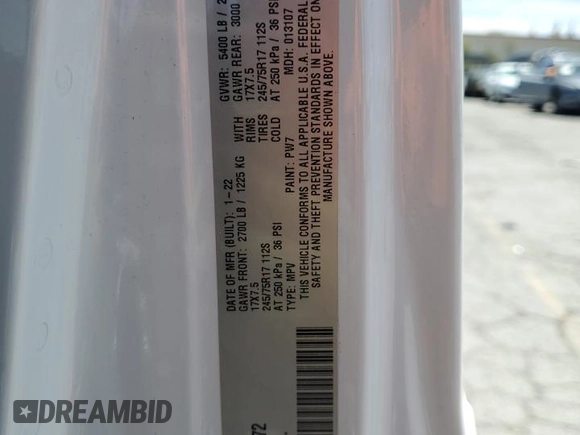 DATE OF MFR (BUILT): 1-22 GVWR: 5400 LB / 2
GAWR FRONT: 2700 LB / 1225 KG WITH GAWR REAR: 3000
17X7.5 RIMS 17X7.5
245/75R17 112S TIRES 245/75R17 112S
AT 250 kPa / 36 PSI COLD AT 250 kPa / 36 PSI
TYPE: MPV PAINT: PW7 MDH: 013107
THIS VEHICLE CONFORMS TO ALL APPLICABLE U.S.A. FEDERAL
SAFETY AND THEFT PREVENTION STANDARDS IN EFFECT ON
MANUFACTURE SHOWN ABOVE.
72
DREAMBID